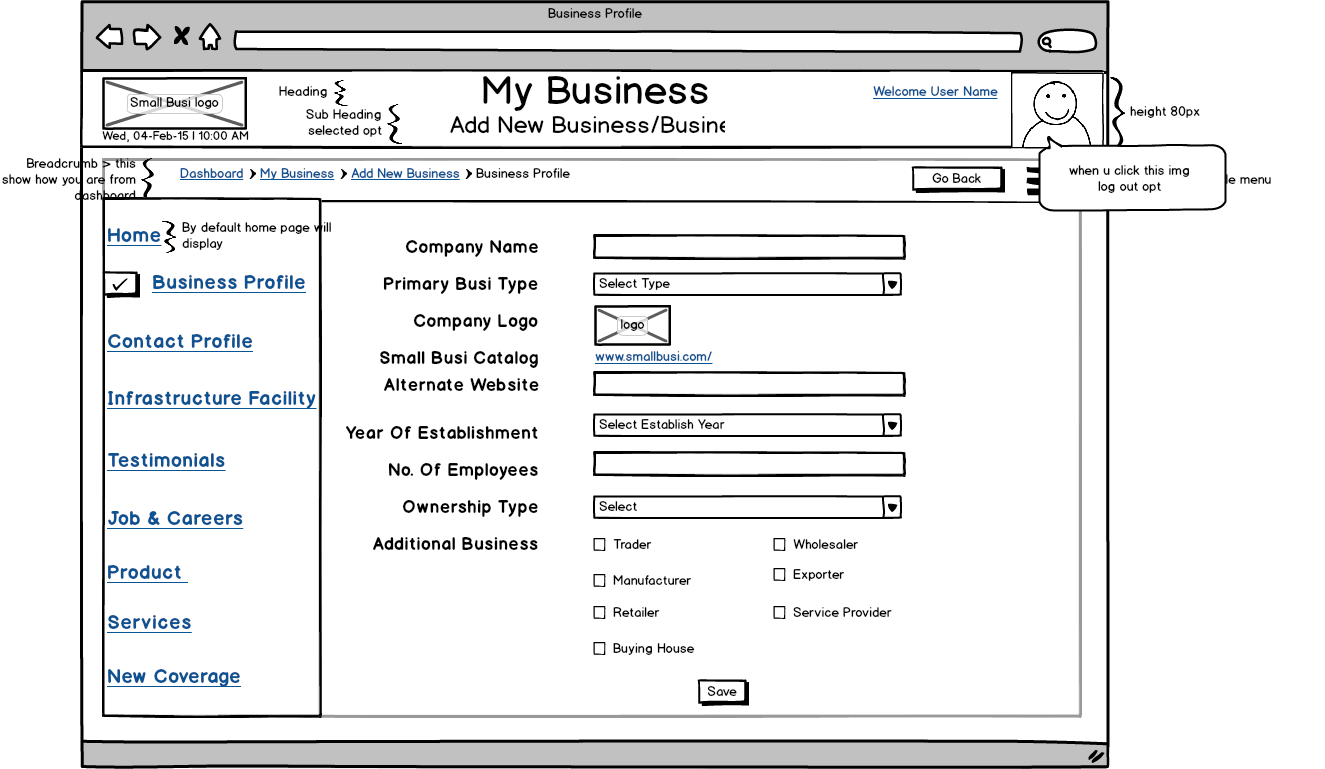 Business Profile
Small Busi logo
Wed, 04-Feb-15 | 10:00 AM
Heading
Sub Heading
selected opt
My Business
Add New Business/Busine
Welcome User Name
height 80px
Breadcrumb > this
show how you are from
dashboard
Dashboard
My Business
Add New Business
Business Profile
Go Back
when u click this img
log out opt
le menu
Home
By default home page will
display
Business Profile
Contact Profile
Infrastructure Facility
Testimonials
Job & Careers
Product
Services
New Coverage
Company Name
Primary Busi Type
Select Type
Company Logo
logo
Small Busi Catalog
www.smallbusi.com/
Alternate Website
Year Of Establishment
Select Establish Year
No. Of Employees
Ownership Type
Select
Additional Business
Trader
Wholesaler
Manufacturer
Exporter
Retailer
Service Provider
Buying House
Save